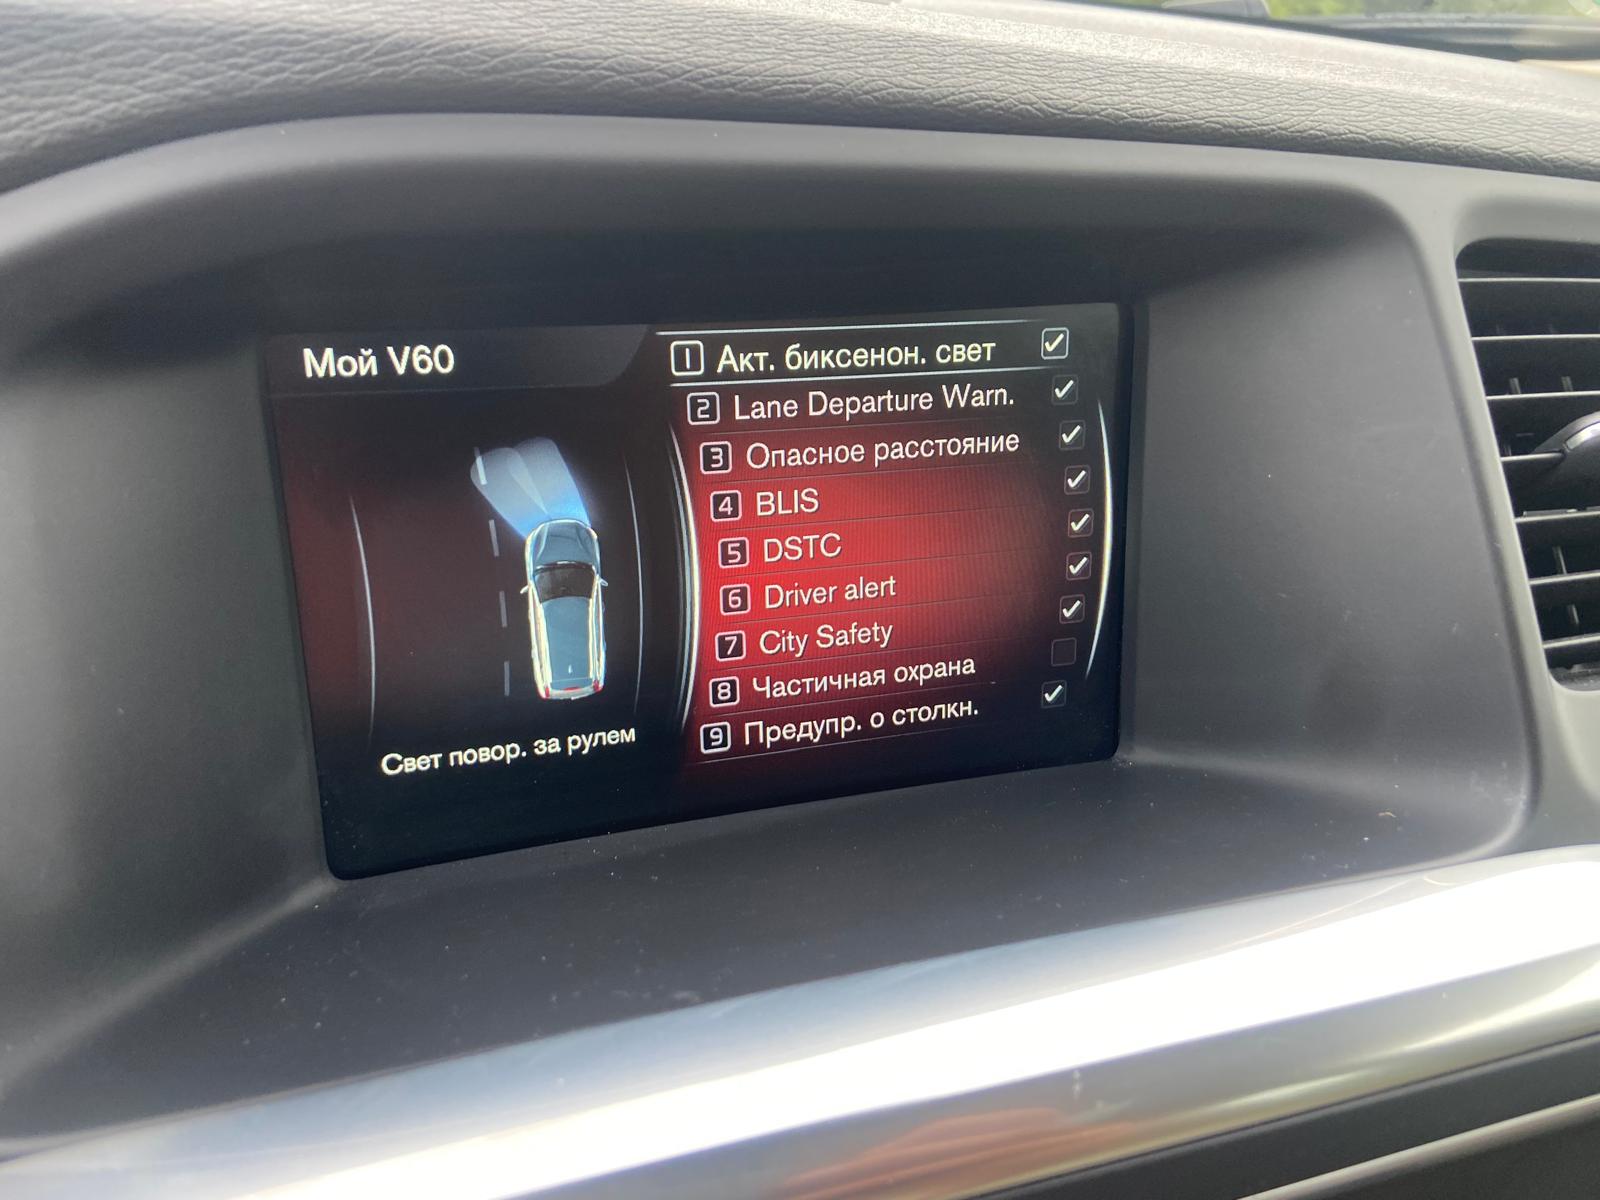 Мой V60
1 Акт. биксенон. свет
2 Lane Departure Warn.
3 Опасное расстояние
4 BLIS
5 DSTC
6 Driver alert
7 City Safety
8 Частичная охрана
9 Предупр. о столкн.
Свет повор. за рулем